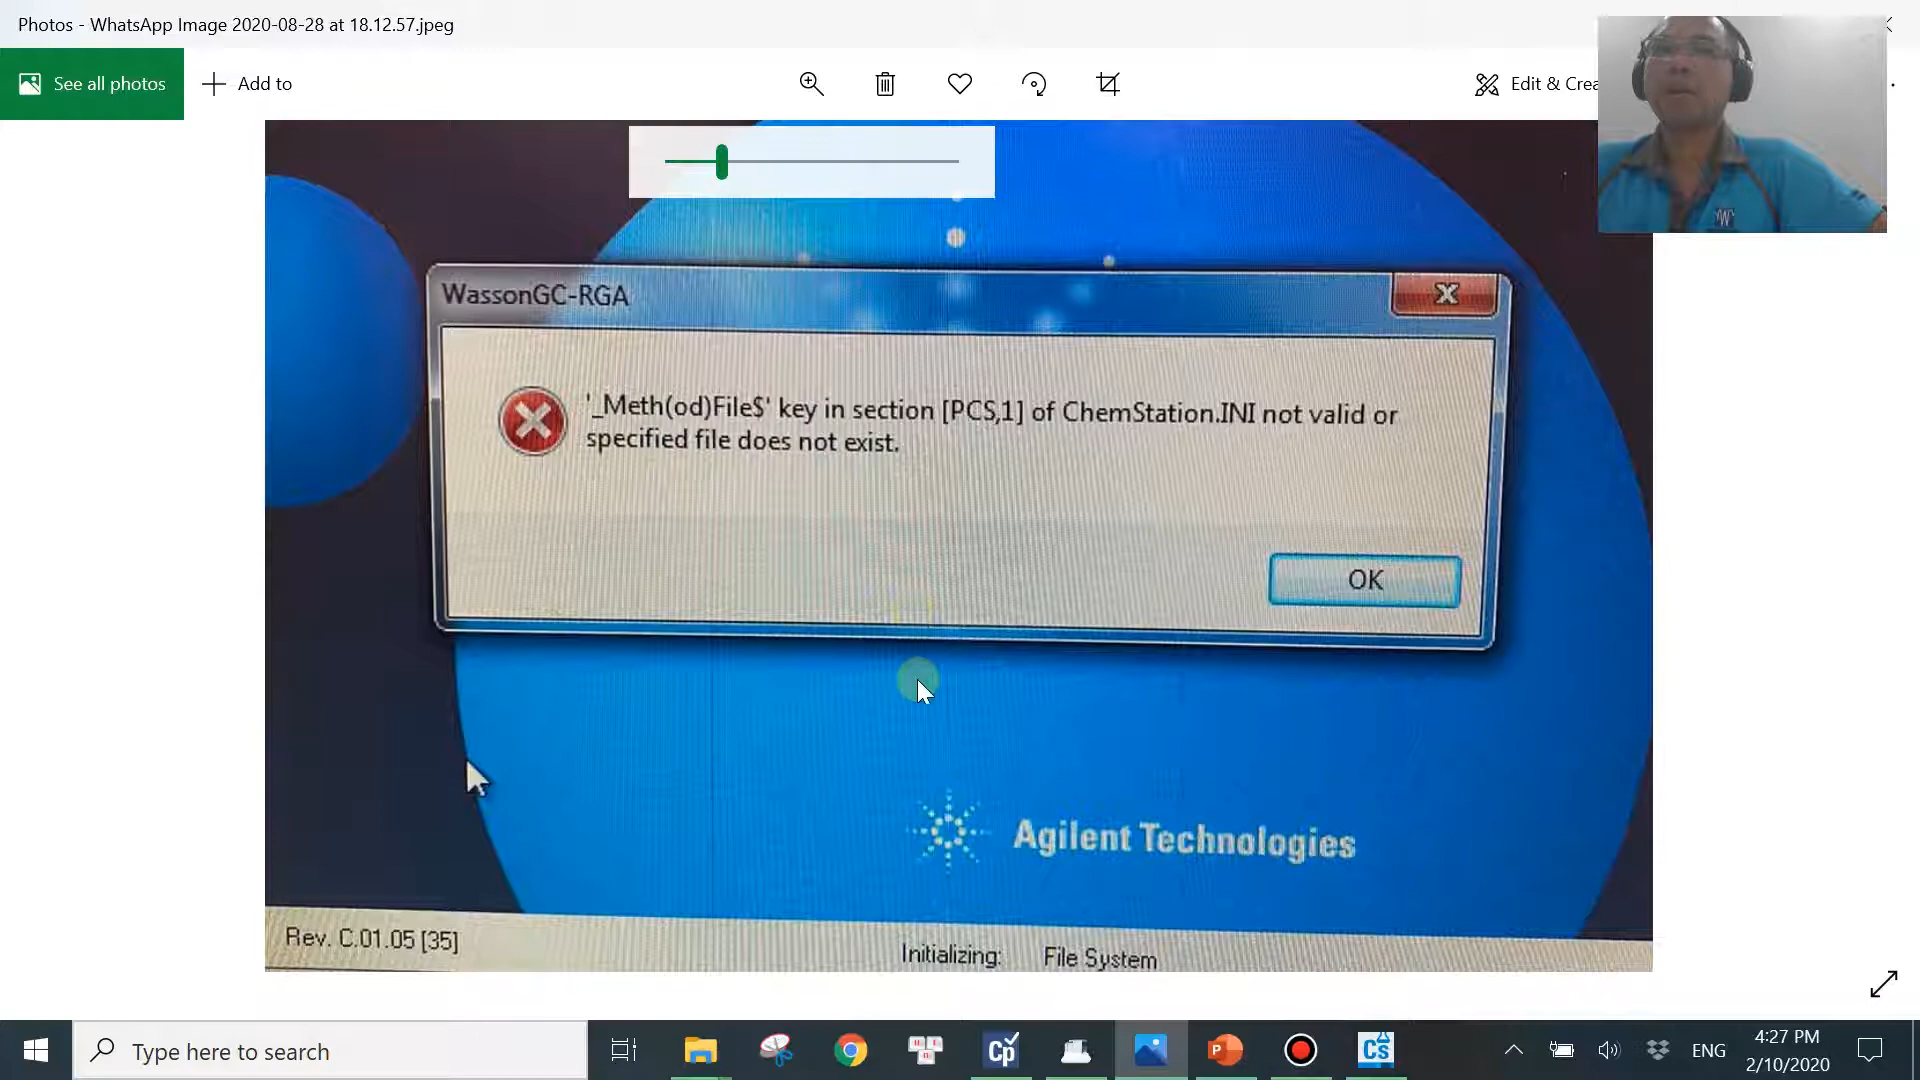 Photos - WhatsApp Image 2020-08-28 at 18.12.57.jpeg
See all photos
Add to
Edit & Crea
WassonGC-RGA
'_Meth(od)File$' key in section [PCS,1] of ChemStation.INI not valid or
specified file does not exist.
OK
Agilent Technologies
Rev. C.01.05 [35]
Initializing: File System
Type here to search
ENG
4:27 PM
2/10/2020